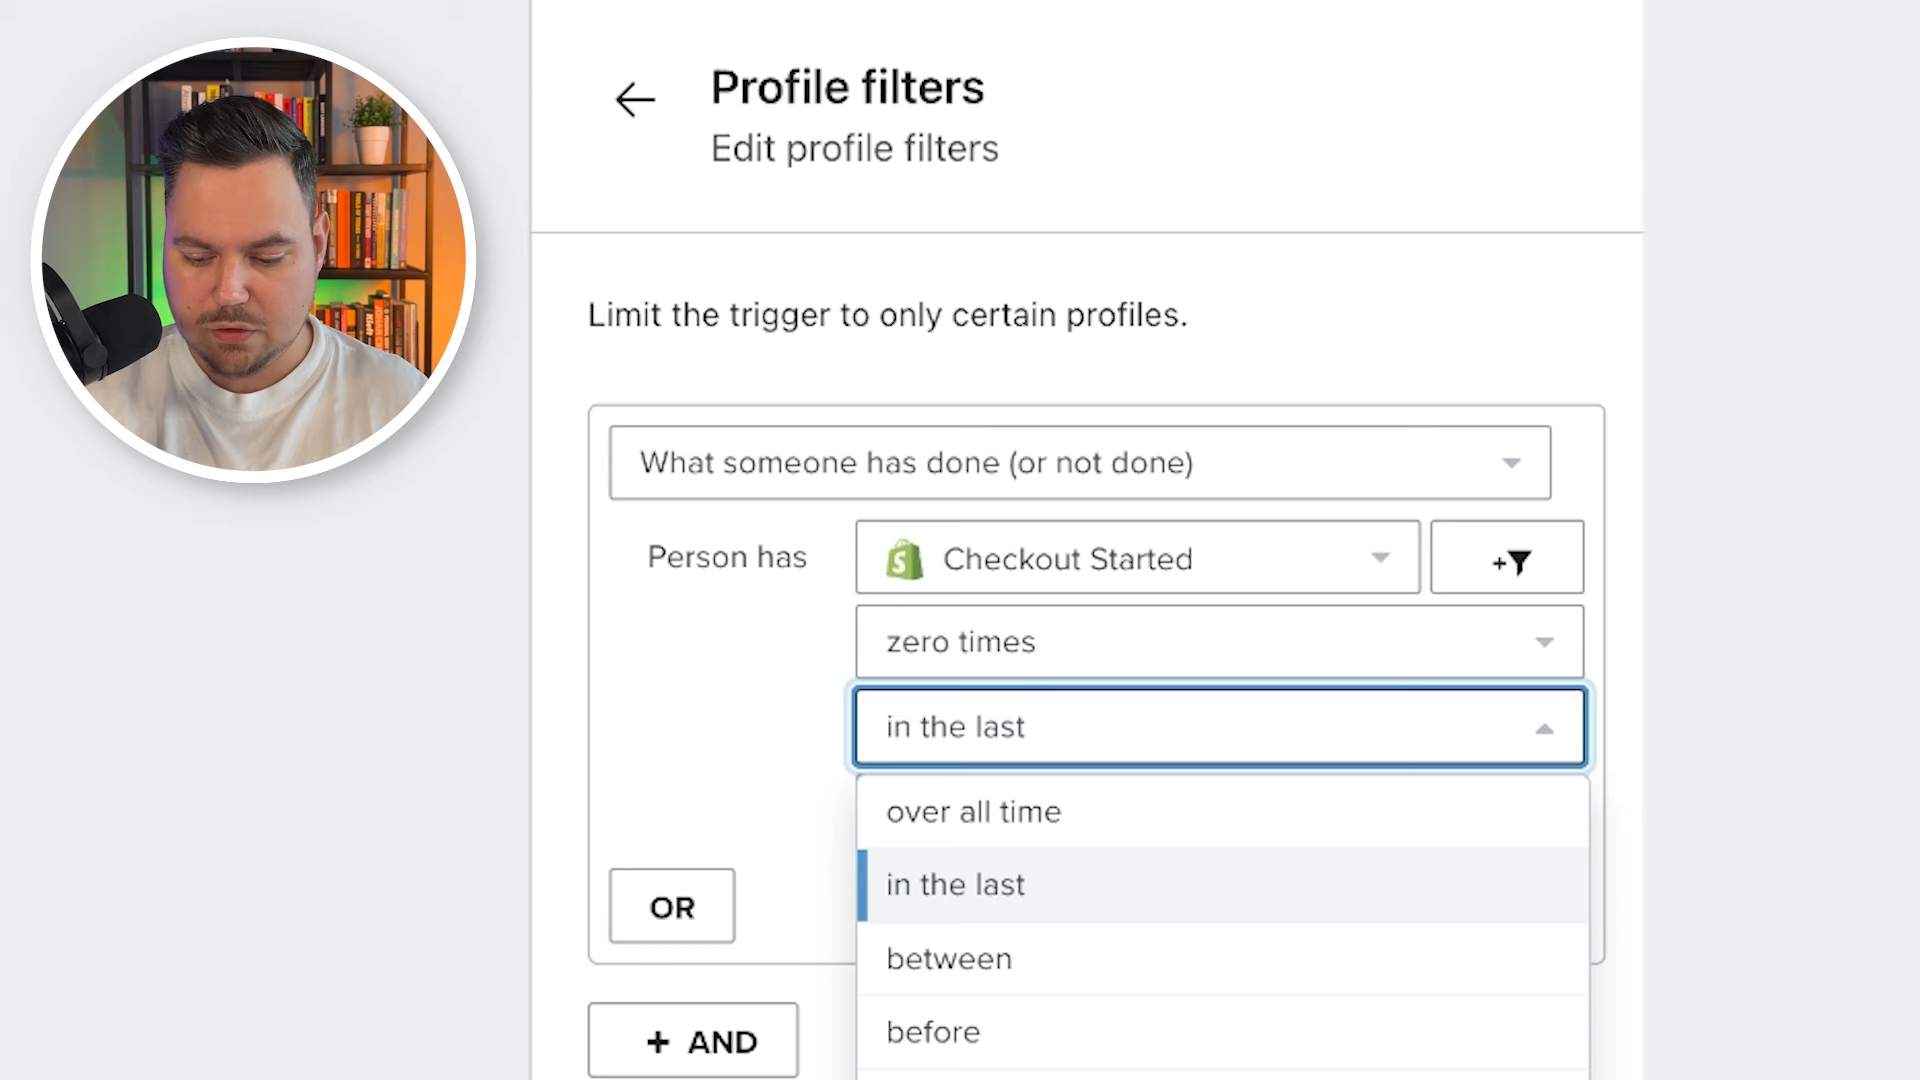 Profile filters
Edit profile filters
Limit the trigger to only certain profiles.
What someone has done (or not done)
Person has
Checkout Started
zero times
in the last
over all time
in the last
OR
between
before
+ AND